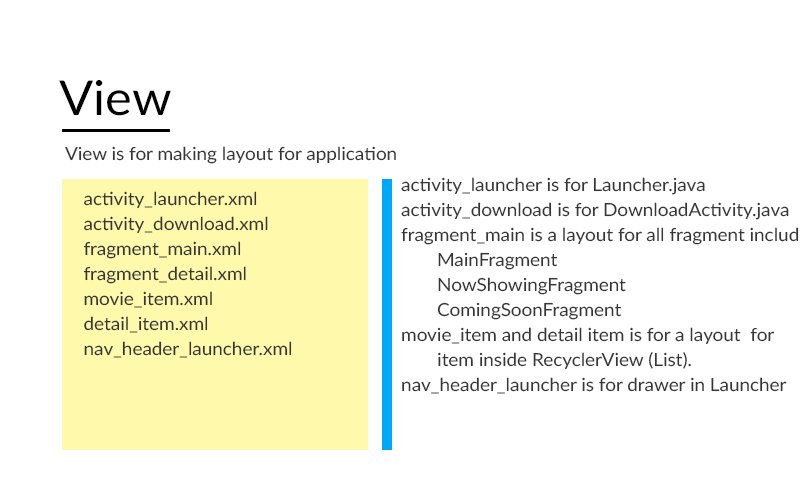 View
View is for making layout for application
activity_launcher.xml
activity_download.xml
fragment_main.xml
fragment_detail.xml
movie_item.xml
detail_item.xml
nav_header_launcher.xml
activity_launcher is for Launcher.java
activity_download is for DownloadActivity.java
fragment_main is a layout for all fragment includ
MainFragment
NowShowingFragment
ComingSoonFragment
movie_item and detail item is for a layout  for
item inside RecyclerView (List).
nav_header_launcher is for drawer in Launcher